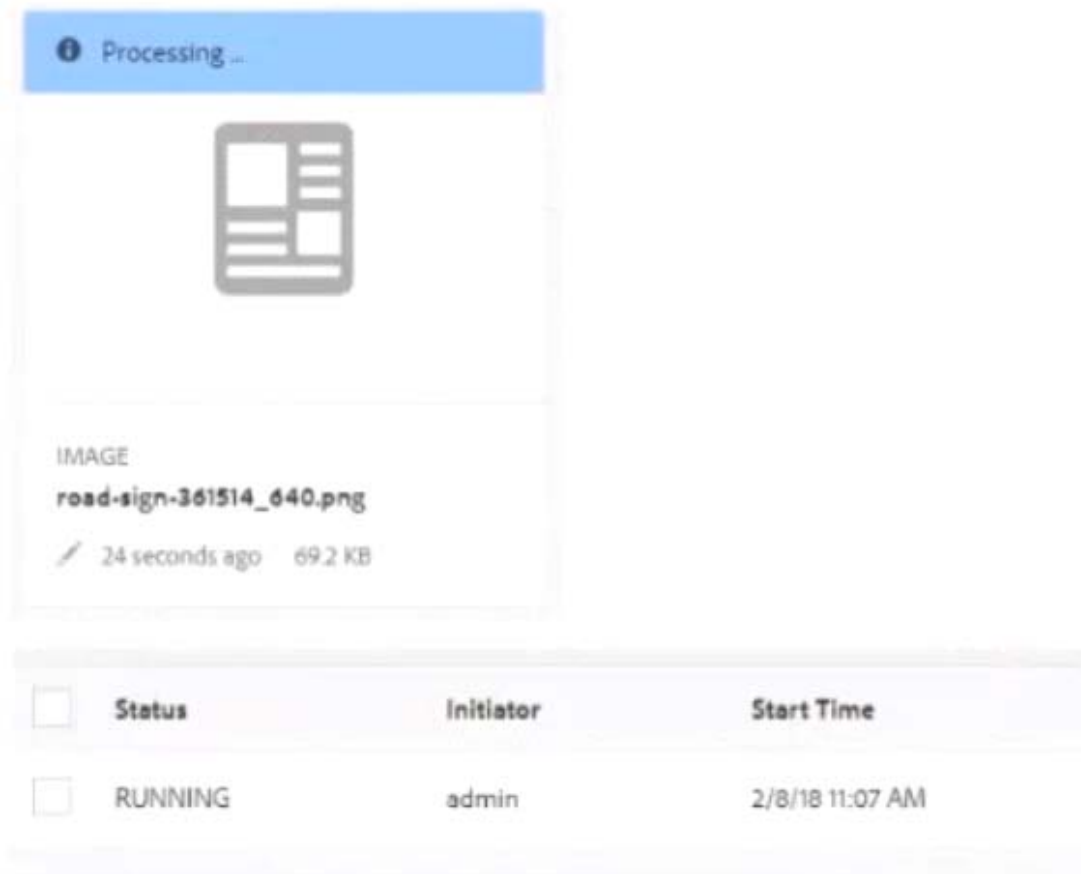 Processing ...
IMAGE
road-sign-361514_640.png
24 seconds ago 69.2 KB
Status Initiator Start Time
RUNNING admin 2/8/18 11:07 AM